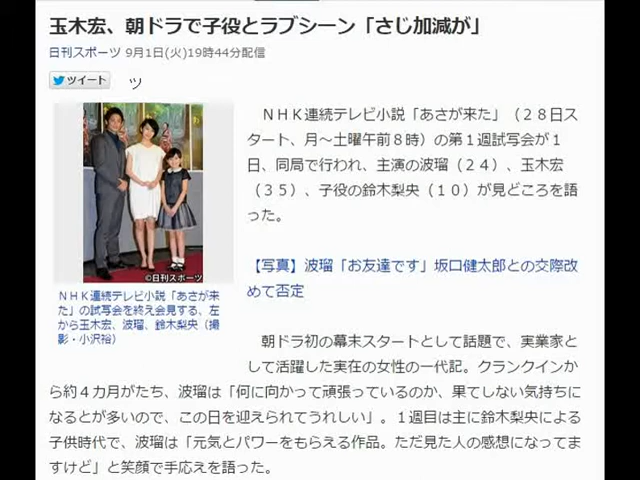 玉木宏、朝ドラで子役とラブシーン「さじ加減が」
日刊スポーツ 9月1日(火)19時44分配信
ツイート
ツ
ＮＨＫ連続テレビ小説「あさが来た」（２８日ス
タート、月～土曜午前８時）の第１週試写会が１
日、同局で行われ、主演の波瑠（２４）、玉木宏
（３５）、子役の鈴木梨央（１０）が見どころを語
った。
©日刊スポーツ
ＮＨＫ連続テレビ小説「あさが来
た」の試写会を終え会見する、左
から玉木宏、波瑠、鈴木梨央（撮
影・小沢裕）
【写真】波瑠「お友達です」坂口健太郎との交際改
めて否定
朝ドラ初の幕末スタートとして話題で、実業家と
して活躍した実在の女性の一代記。クランクインか
ら約４カ月がたち、波瑠は「何に向かって頑張っているのか、果てしない気持ちに
なるとが多いので、この日を迎えられてうれしい」。１週目は主に鈴木梨央による
子供時代で、波瑠は「元気とパワーをもらえる作品。ただ見た人の感想になってま
すけど」と笑顔で手応えを語った。